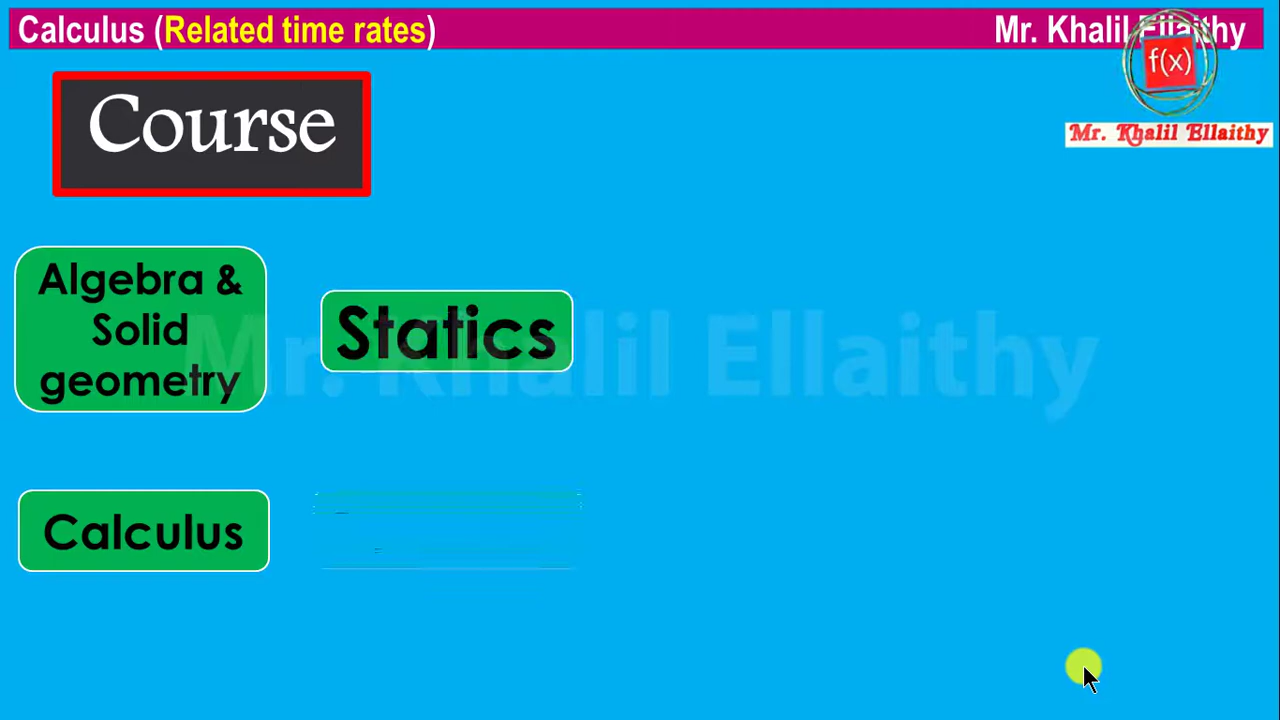 Calculus (Related time rates)
Mr. Khalil Ellaithy
f(x)
Mr. Khalil Ellaithy
Course
Algebra &
Solid
geometry
Statics
Mr. Khalil Ellaithy
Calculus